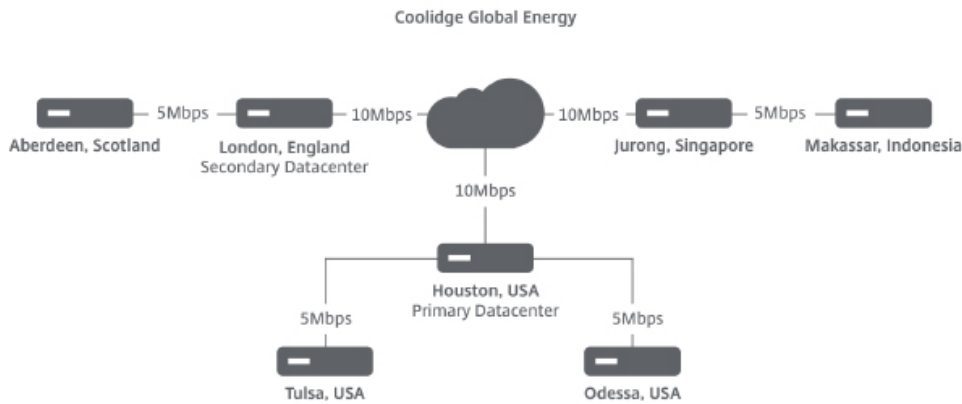 Coolidge Global Energy
5Mbps
10Mbps
10Mbps
5Mbps
Aberdeen, Scotland
London, England
Secondary Datacenter
Jurong, Singapore
Makassar, Indonesia
10Mbps
Houston, USA
Primary Datacenter
5Mbps
5Mbps
Tulsa, USA
Odessa, USA